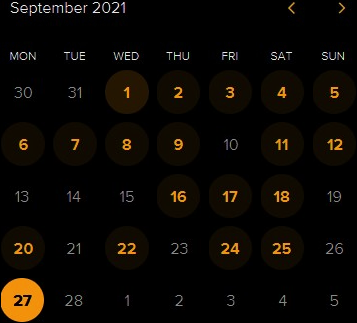 September 2021
MON TUE WED THU FRI SAT SUN
30 31 1 2 3 4 5
6 7 8 9 10 11 12
13 14 15 16 17 18 19
20 21 22 23 24 25 26
27 28 1 2 3 4 5